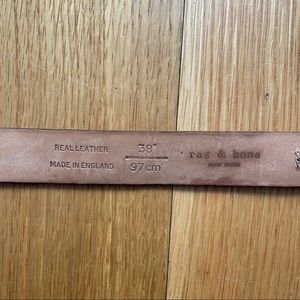 REAL LEATHER
MADE IN ENGLAND
38"
97cm
rag & bone
NEW YORK